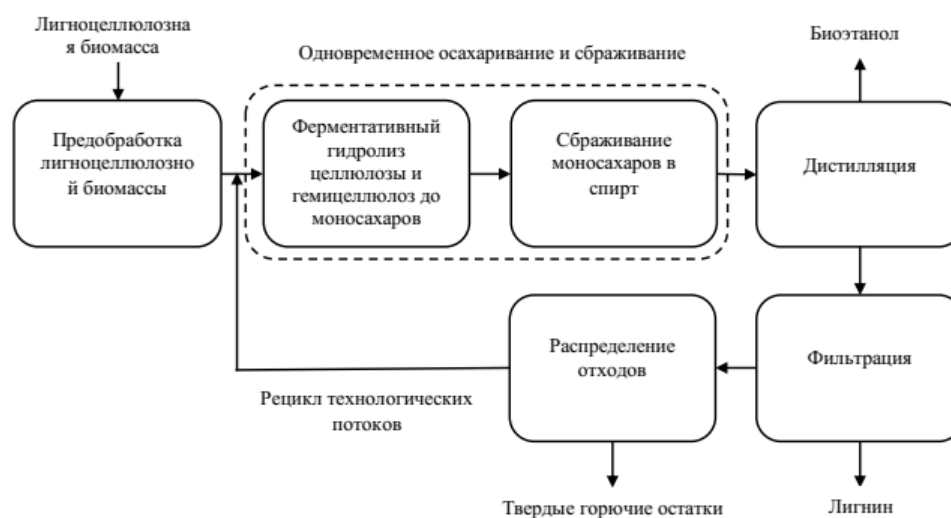 Лигноцеллюлозна
я биомасса
Одновременное осахаривание и сбраживание
Биоэтанол
Предобработка
лигноцеллюлозно
й биомассы
Ферментативный
гидролиз
целлюлозы и
гемицеллюлоз до
моносахаров
Сбраживание
моносахаров в
спирт
Дистилляция
Распределение
отходов
Фильтрация
Рецикл технологических
потоков
Твердые горючие остатки
Лигнин